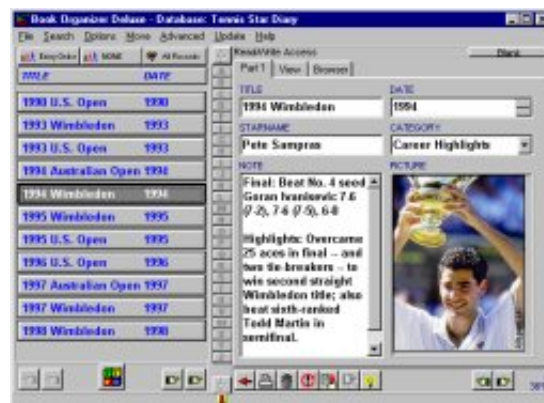 Book Organizer Deluxe - Database: Tennis Star Diary
File Search Options Move Advanced Update Help
Easy Order NONE All Records
Read/Write Access
Blank
Part 1 View Browser
TITLE DATE
1990 U.S. Open 1990
1993 Wimbledon 1993
1993 U.S. Open 1993
1994 Australian Open 1994
1994 Wimbledon 1994
1995 Wimbledon 1995
1995 U.S. Open 1995
1996 U.S. Open 1996
1997 Australian Open 1997
1997 Wimbledon 1997
1998 Wimbledon 1998
TITLE DATE
1994 Wimbledon 1994
STARNAME CATEGORY
Pete Sampras Career Highlights
NOTE PICTURE
Final: Beat No. 4 seed
Goran Ivanisevic 7-6
(7-2), 7-6 (7-5), 6-0
Highlights: Overcame
25 aces in final -- and
two tie-breakers -- to
win second straight
Wimbledon title; also
beat sixth-ranked
Todd Martin in
semifinal.